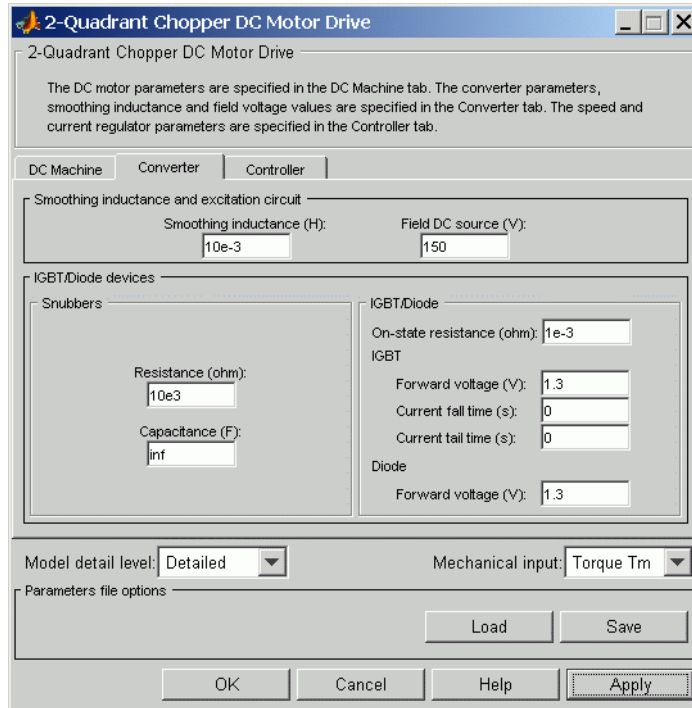 2-Quadrant Chopper DC Motor Drive
2-Quadrant Chopper DC Motor Drive
The DC motor parameters are specified in the DC Machine tab. The converter parameters,
smoothing inductance and field voltage values are specified in the Converter tab. The speed and
current regulator parameters are specified in the Controller tab.
DC Machine Converter Controller
Smoothing inductance and excitation circuit
Smoothing inductance (H): Field DC source (V):
10e-3 150
IGBT/Diode devices
Snubbers
Resistance (ohm):
10e3
Capacitance (F):
inf
IGBT/Diode
On-state resistance (ohm): 1e-3
IGBT
Forward voltage (V): 1.3
Current fall time (s): 0
Current tail time (s): 0
Diode
Forward voltage (V): 1.3
Model detail level: Detailed Mechanical input: Torque Tm
Parameters file options
Load Save
OK Cancel Help Apply